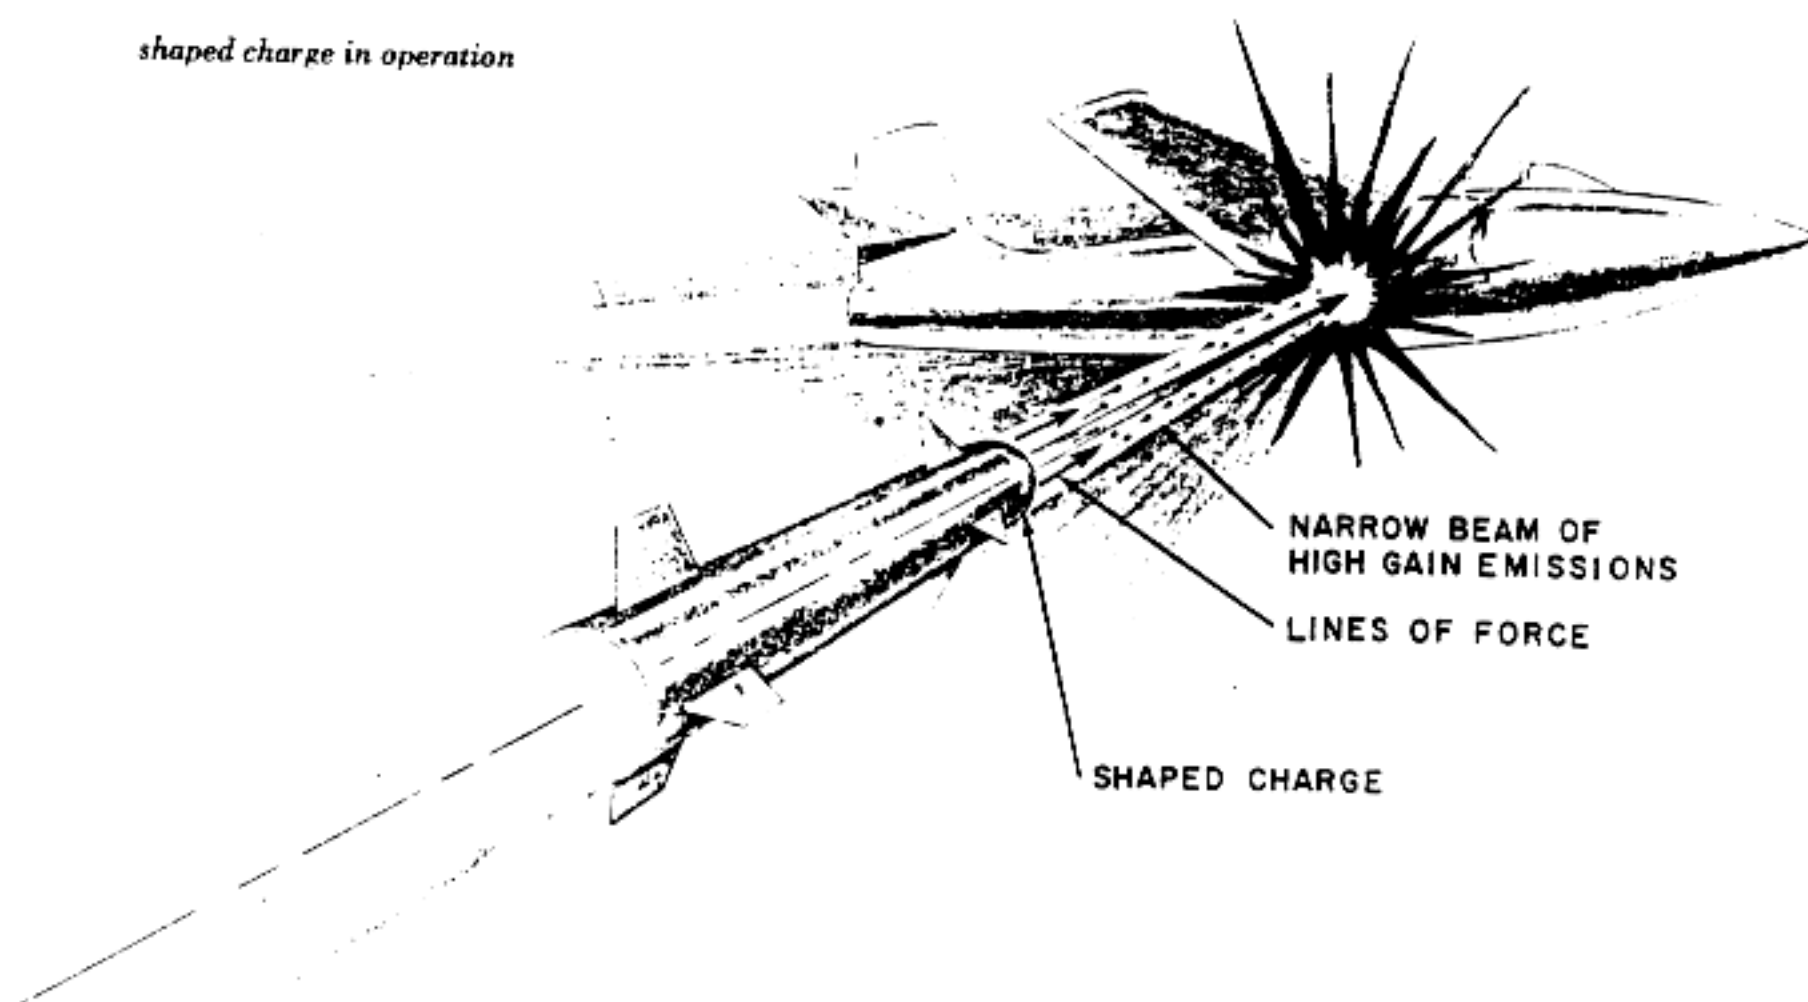 shaped charge in operation
NARROW BEAM OF
HIGH GAIN EMISSIONS
LINES OF FORCE
SHAPED CHARGE